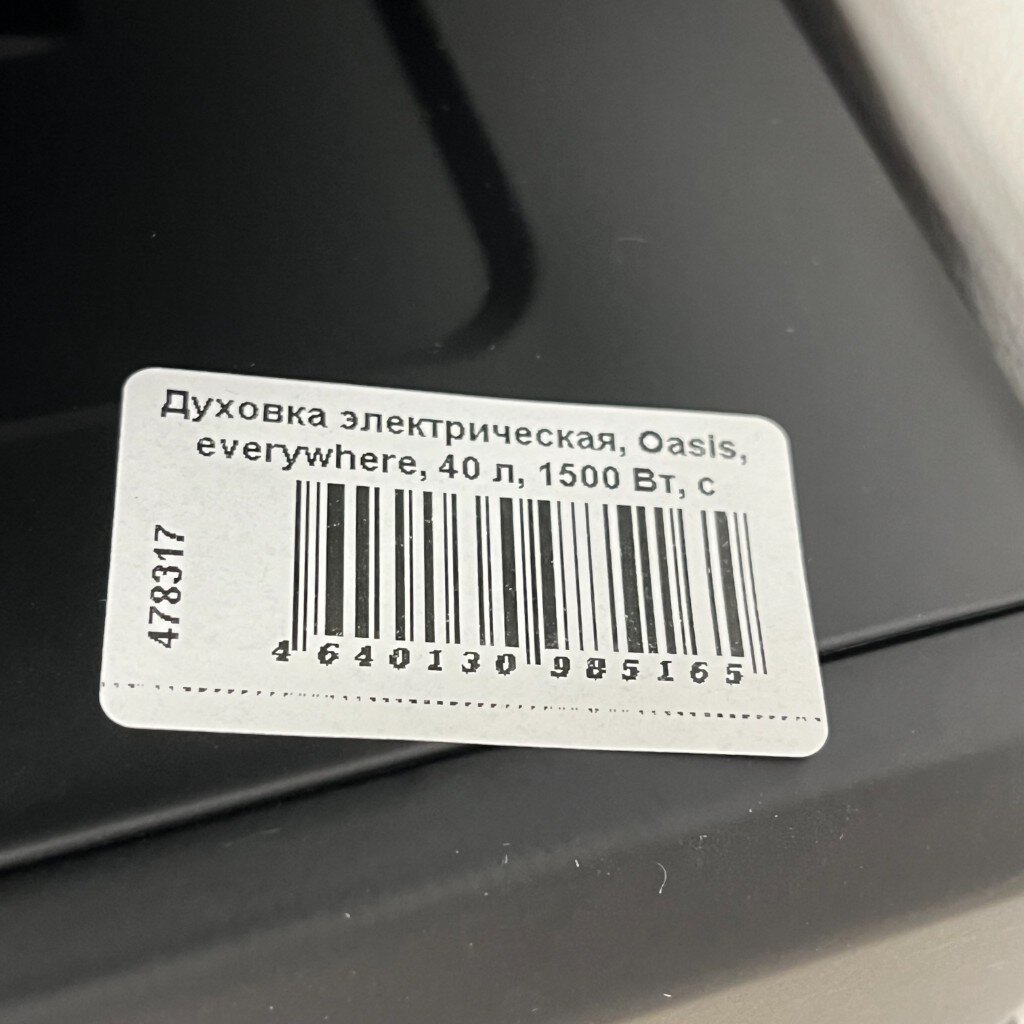 Духовка электрическая, Oasis,
everywhere, 40 л, 1500 Вт, с
478317
4 640130 985165